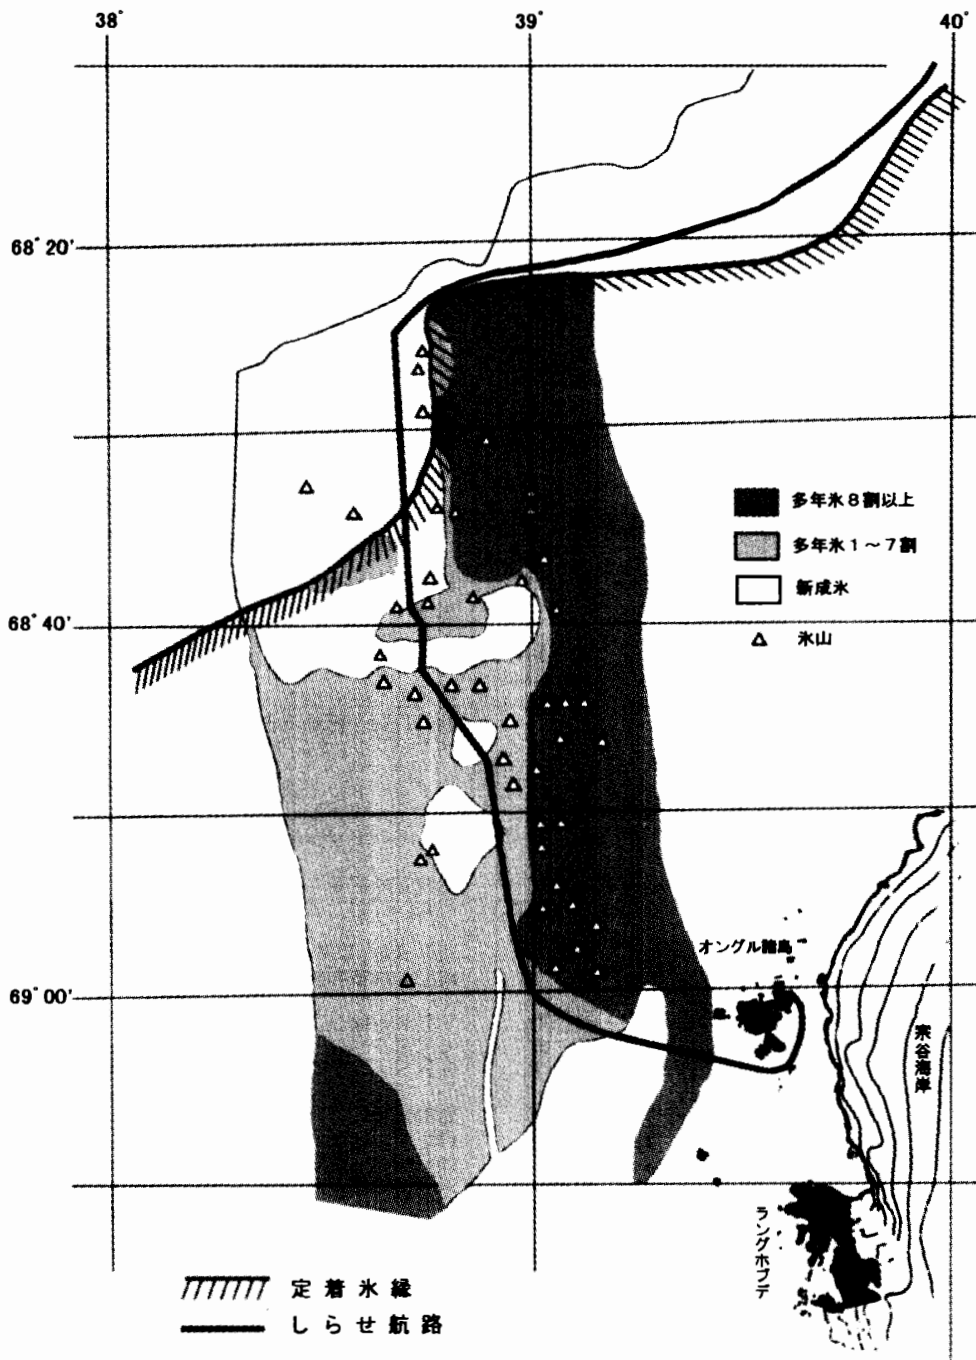 38°
39°
40°
68° 20'
68° 40'
69° 00'
多年氷8割以上
多年氷1～7割
新成氷
氷山
オングル諸島
宗谷海岸
ラングホブデ
定着氷縁
しらせ航路